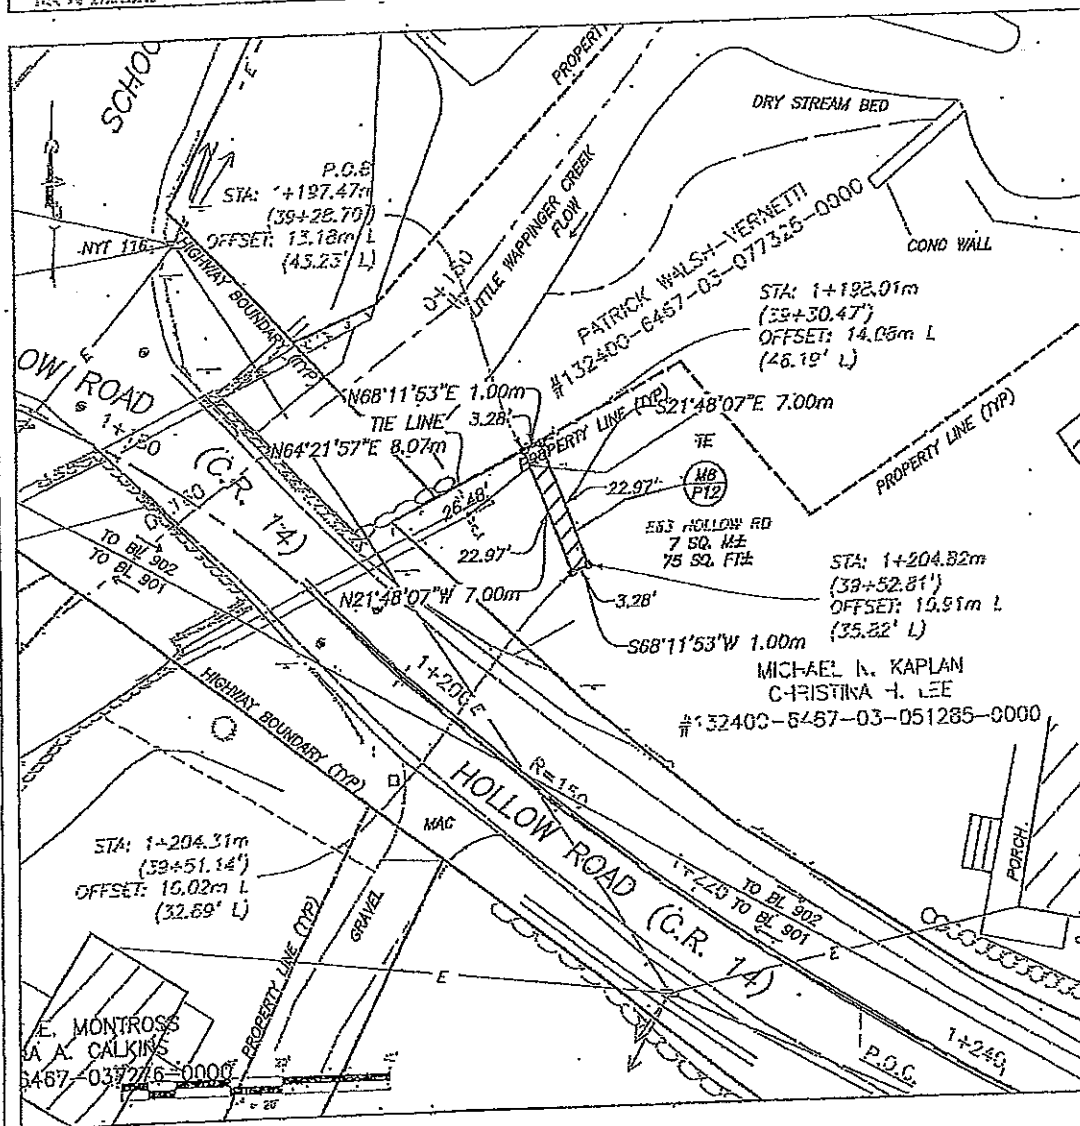 SCHOO
E
PROPERTY
DRY STREAM BED
P.O.B
STA: 1+197.47m
(39+28.70')
OFFSET: 13.18m L
(43.23' L)
NYT 116
HIGHWAY BOUNDARY (TYP)
0+150
LITTLE WAPPINGER CREEK
FLOW
CONC WALL
PATRICK WALSH-VERNETTI
#132400-6467-03-077325-0000
STA: 1+198.01m
(39+30.47')
OFFSET: 14.08m L
(46.19' L)
OW ROAD
(C.R. 14)
N68°11'53"E 1.00m
TIE LINE
3.28'
N64°21'57"E 8.07m
26.48'
PROPERTY LINE (TYP)
S21°48'07"E 7.00m
PROPERTY LINE (TYP)
22.97'
M8
P12
7 SQ. M±
75 SQ. FT±
22.97'
N21°48'07"W 7.00m
3.28'
S68°11'53"W 1.00m
STA: 1+204.82m
(39+52.81')
OFFSET: 10.91m L
(35.82' L)
TO BL 902
TO BL 901
MICHAEL N. KAPLAN
CHRISTINA H. LEE
#132400-6467-03-051285-0000
HIGHWAY BOUNDARY (TYP)
1+200
E
R=150
HOLLOW ROAD (C.R. 14)
MAC
STA: 1+204.31m
(39+51.14')
OFFSET: 10.02m L
(32.89' L)
PROPERTY LINE (TYP)
GRAVEL
1+220
TO BL 902
TO BL 901
PORCH
E
E
E. MONTROSS
A A. CALKINS
P.O.C.
1+240